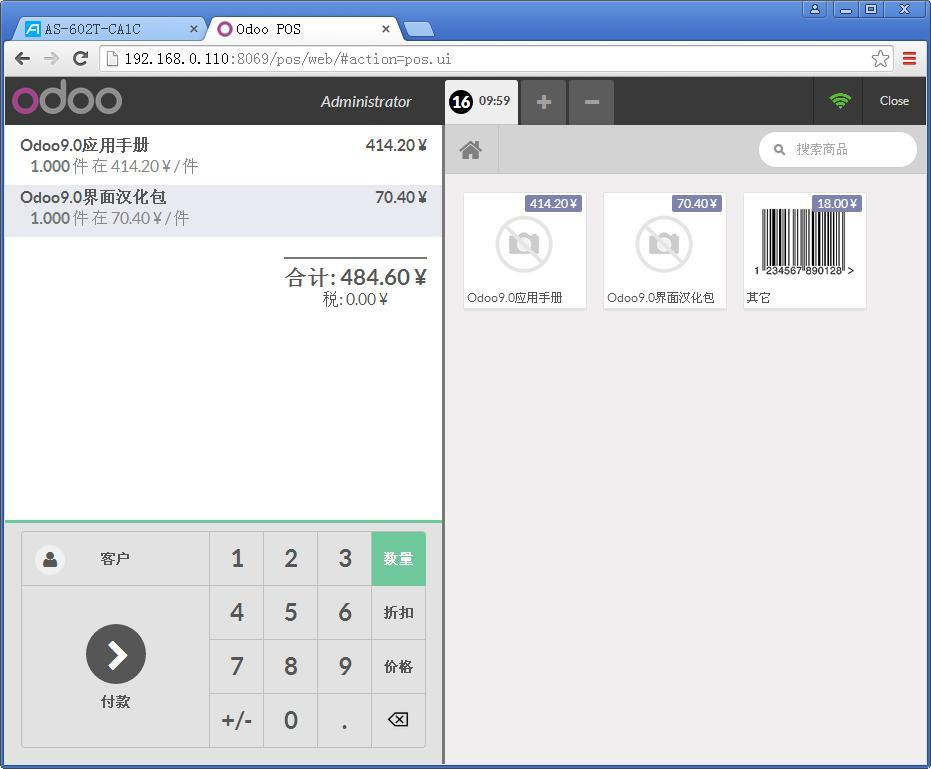 AS-602T-CA1C
Odoo POS
192.168.0.110:8069/pos/web/#action=pos.ui
odoo
Administrator
16 09:59
Close
Odoo9.0应用手册 414.20 ¥
1.000 件 在 414.20 ¥ / 件
Odoo9.0界面汉化包 70.40 ¥
1.000 件 在 70.40 ¥ / 件
合计: 484.60 ¥
税: 0.00 ¥
搜索商品
414.20 ¥
Odoo9.0应用手册
70.40 ¥
Odoo9.0界面汉化包
18.00 ¥
1 234567 890128 >
其它
客户
付款
1 2 3 数量
4 5 6 折扣
7 8 9 价格
+/- 0 .